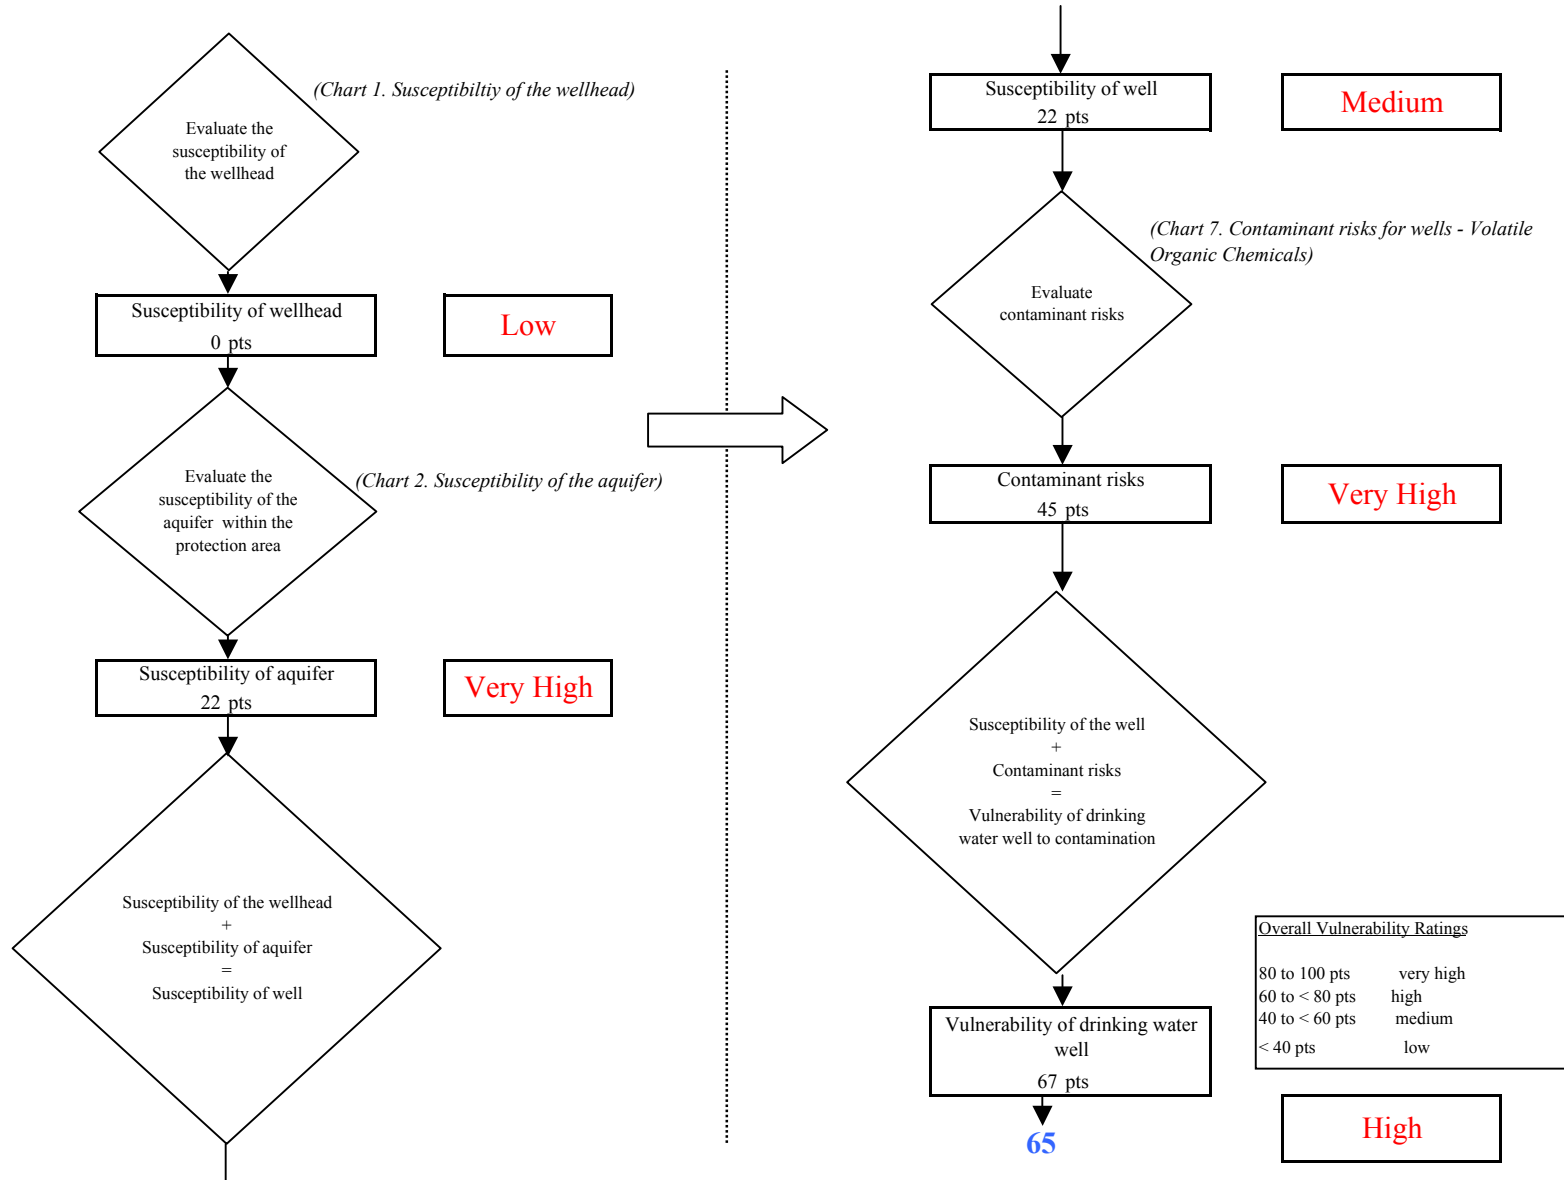 (Chart 1. Susceptibiltiy of the wellhead)
Evaluate the
susceptibility of
the wellhead
Susceptibility of wellhead
0 pts
Low
Evaluate the
susceptibility of the
aquifer within the
protection area
(Chart 2. Susceptibility of the aquifer)
Susceptibility of aquifer
22 pts
Very High
Susceptibility of the wellhead
+
Susceptibility of aquifer
=
Susceptibility of well
Susceptibility of well
22 pts
Medium
(Chart 7. Contaminant risks for wells - Volatile
Organic Chemicals)
Evaluate
contaminant risks
Contaminant risks
45 pts
Very High
Susceptibility of the well
+
Contaminant risks
=
Vulnerability of drinking
water well to contamination
Overall Vulnerability Ratings
80 to 100 pts very high
60 to < 80 pts high
40 to < 60 pts medium
< 40 pts low
Vulnerability of drinking water
well
67 pts
65
High